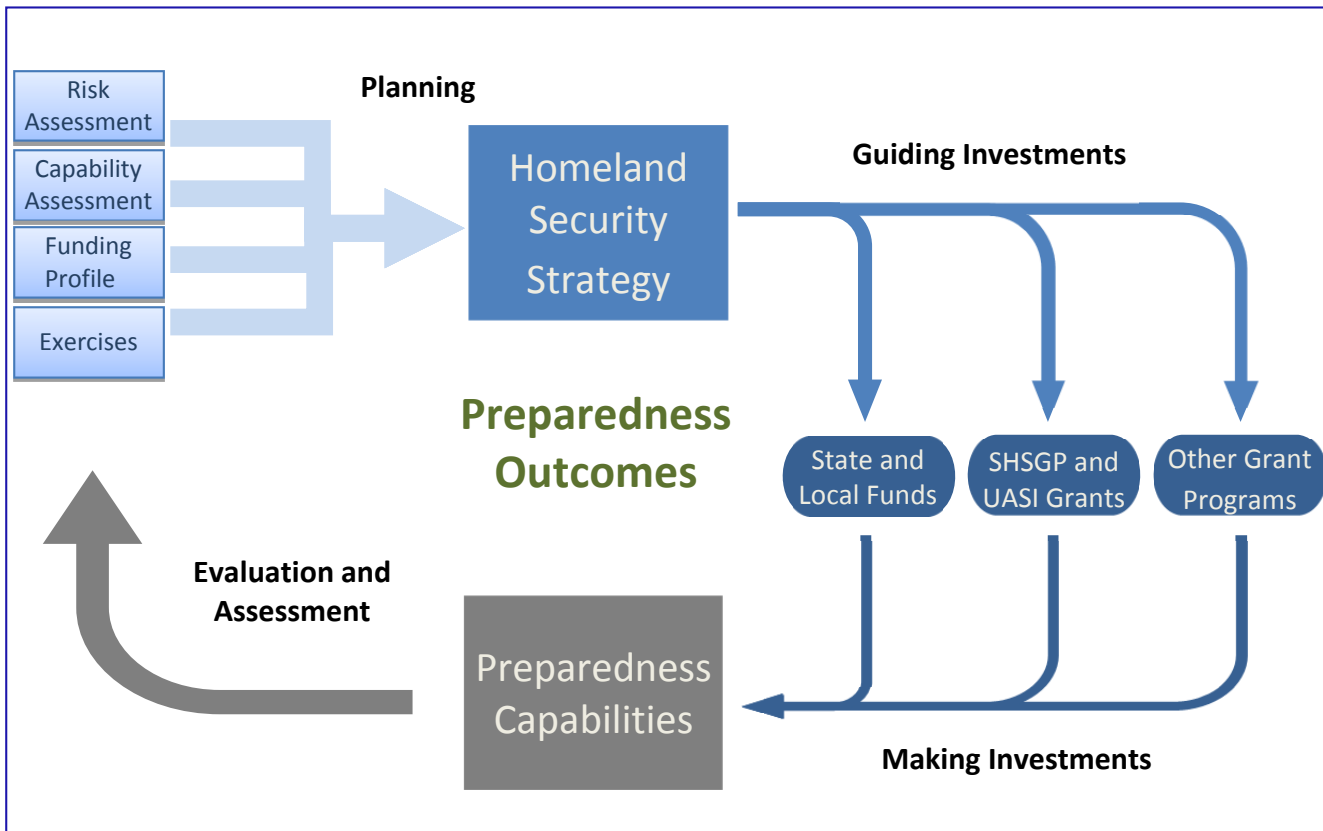 Risk
Assessment
Capability
Assessment
Funding
Profile
Exercises
Planning
Homeland
Security
Strategy
Guiding Investments
Preparedness
Outcomes
State and
Local Funds
SHSGP and
UASI Grants
Other Grant
Programs
Evaluation and
Assessment
Preparedness
Capabilities
Making Investments